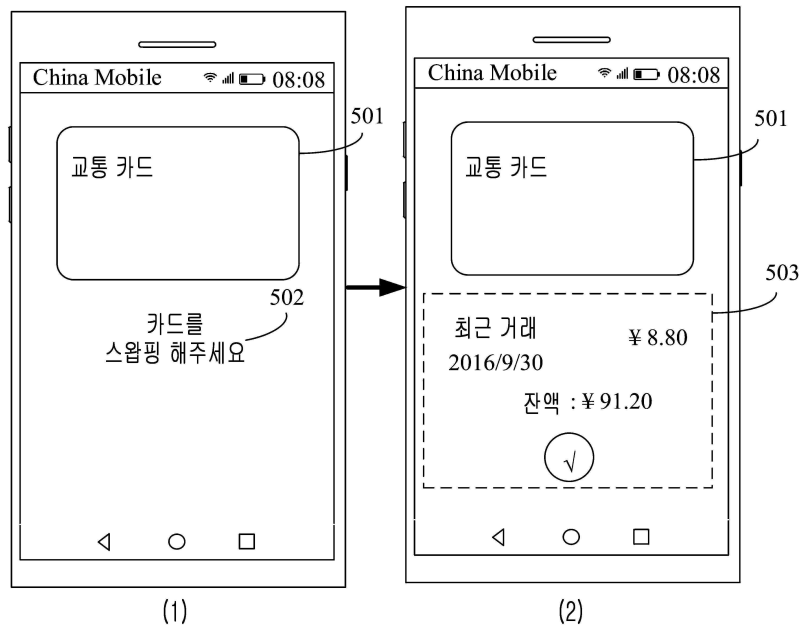 China Mobile 08:08
501
교통 카드
502
카드를
스왑핑 해주세요
(1)
China Mobile 08:08
501
교통 카드
503
최근 거래 ¥ 8.80
2016/9/30
잔액 : ¥ 91.20
√
(2)